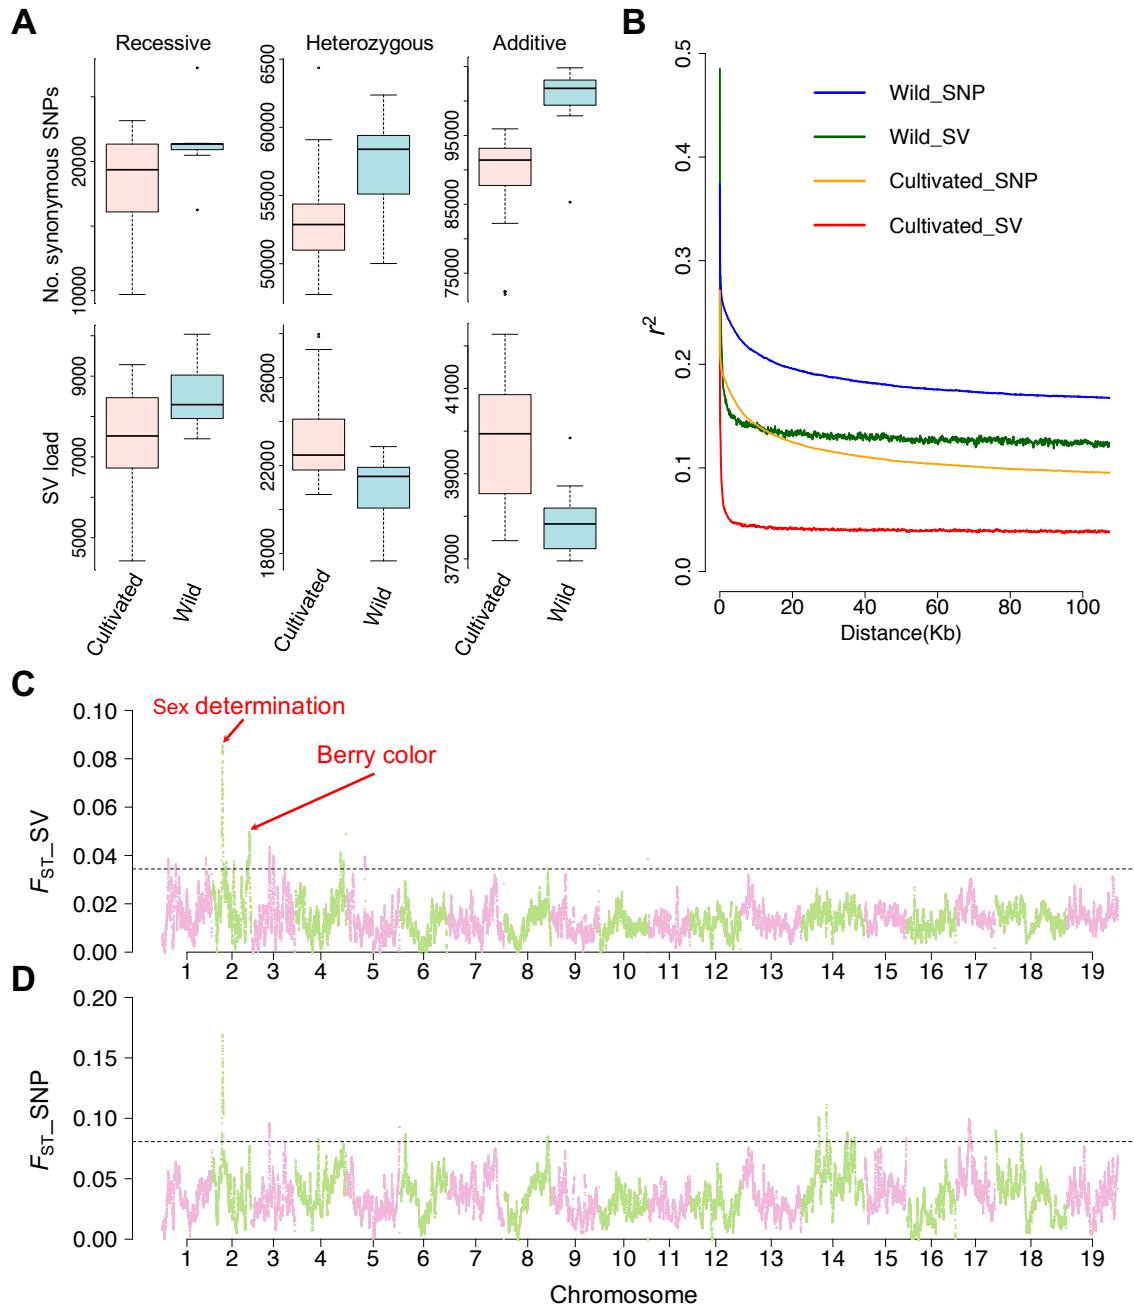 A
Recessive
Heterozygous
Additive
No. synonymous SNPs
10000
20000
50000
55000
60000
6500
75000
85000
95000
SV load
5000
7000
9000
18000
22000
26000
37000
39000
41000
Cultivated
Wild
Cultivated
Wild
Cultivated
Wild
B
r2
0.0
0.1
0.2
0.3
0.4
0.5
Wild_SNP
Wild_SV
Cultivated_SNP
Cultivated_SV
0 20 40 60 80 100
Distance(Kb)
C
Sex determination
Berry color
FST_SV
0.10
0.08
0.06
0.04
0.02
0.00
1 2 3 4 5 6 7 8 9 10 11 12 13 14 15 16 17 18 19
D
FST_SNP
0.20
0.15
0.10
0.05
0.00
1 2 3 4 5 6 7 8 9 10 11 12 13 14 15 16 17 18 19
Chromosome